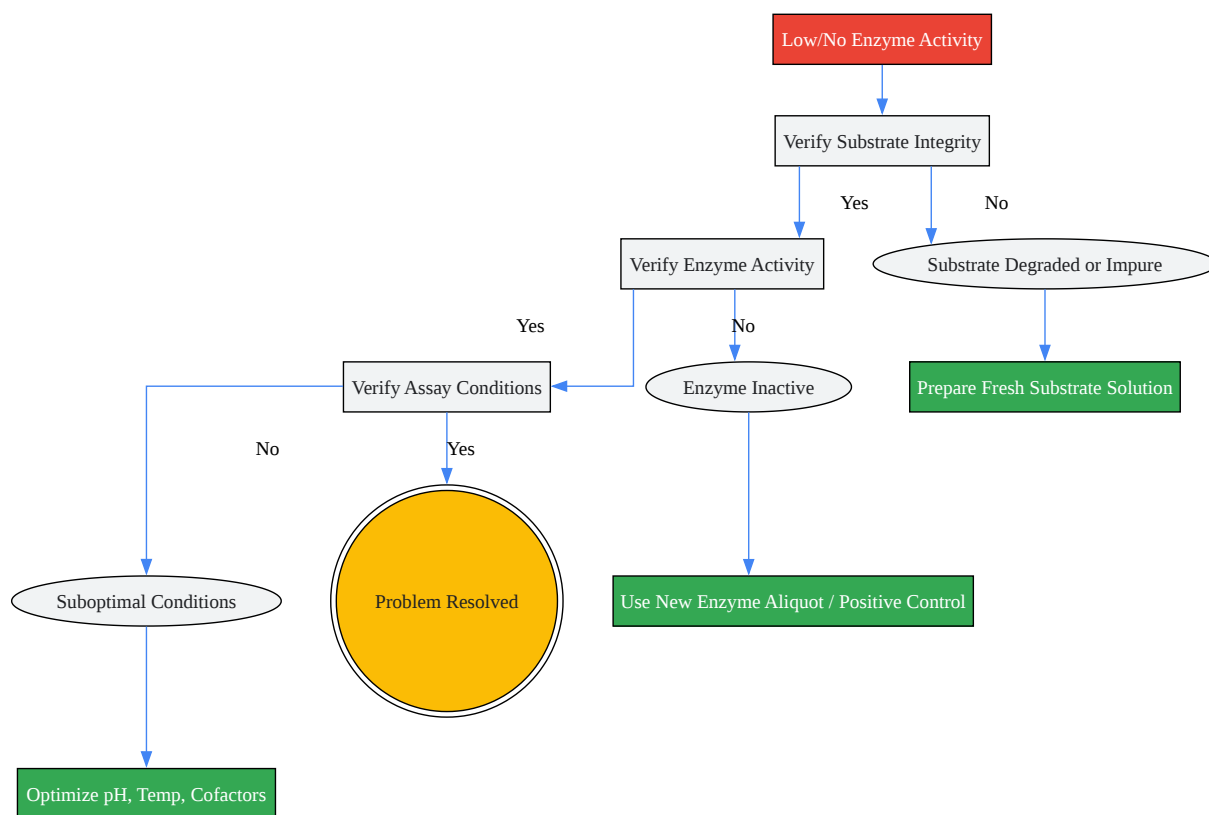 Low/No Enzyme Activity
Verify Substrate Integrity
Yes
No
Verify Enzyme Activity
Substrate Degraded or Impure
Yes
No
Verify Assay Conditions
Enzyme Inactive
Prepare Fresh Substrate Solution
No
Yes
Suboptimal Conditions
Problem Resolved
Use New Enzyme Aliquot / Positive Control
Optimize pH, Temp, Cofactors